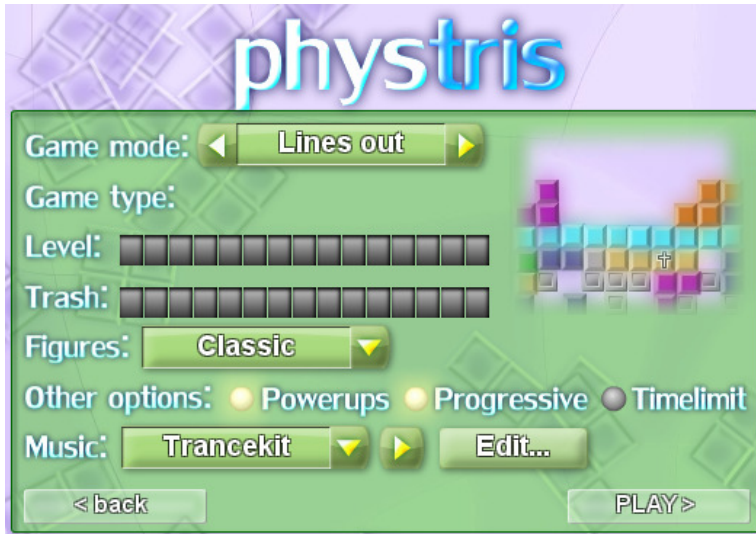 phystris
Game mode: Lines out
Game type:
Level:
Trash:
Figures: Classic
Other options: Powerups Progressive Timelimit
Music: Trancekit Edit...
< back PLAY >